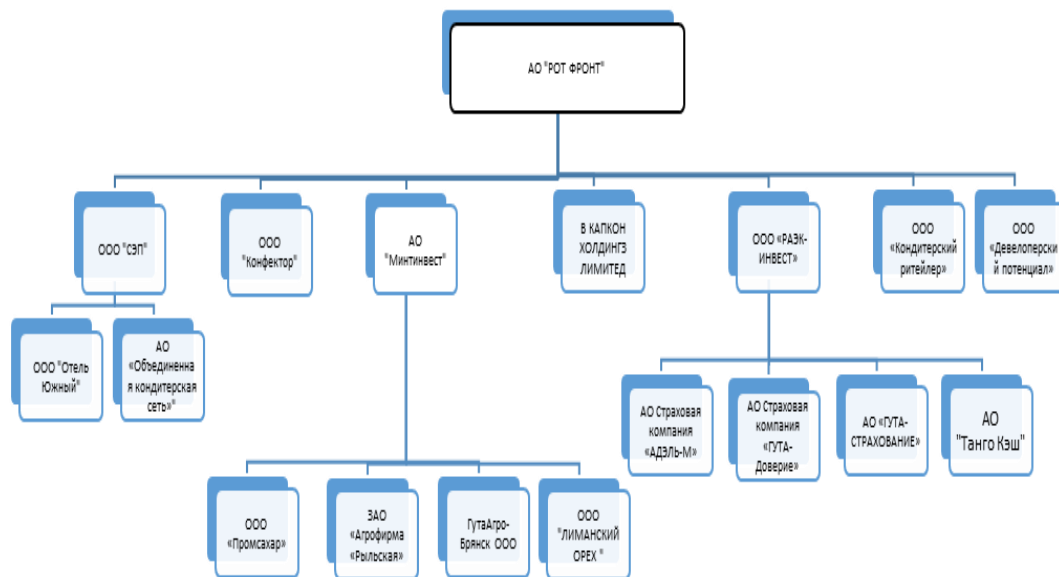 АО "РОТ ФРОНТ"
ООО "СЭП"
ООО
"Конфектор"
АО
"Минтинвест"
В КАПКОН
ХОЛДИНГЗ
ЛИМИТЕД
ООО «РАЭК-
ИНВЕСТ»
ООО
«Кондитерский
ритейлер»
ООО
«Девелоперски
й потенциал»
ООО "Отель
Южный"
АО
«Объединенна
я кондитерская
сеть»"
АО Страховая
компания
«АДЭЛЬ-М»
АО Страховая
компания
«ГУТА-
Доверие»
АО «ГУТА-
СТРАХОВАНИЕ»
АО
"Танго Кэш"
ООО
«Промсахар»
ЗАО
«Агрофирма
«Рыльская»
ГутаАгро-
Брянск ООО
ООО
"ЛИМАНСКИЙ
ОРЕХ "